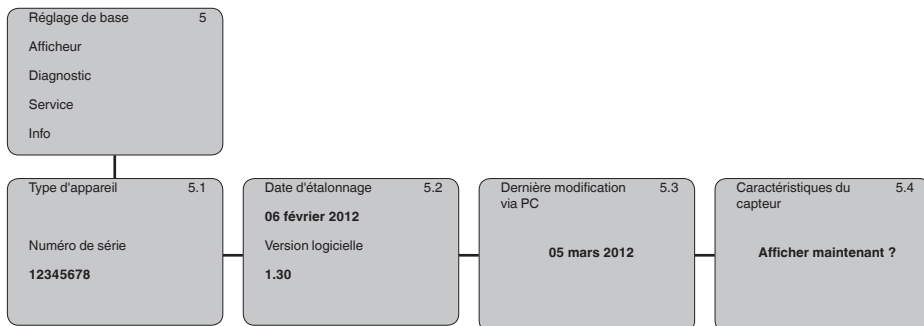 Réglage de base 5
Afficheur
Diagnostic
Service
Info
Type d'appareil 5.1
Numéro de série
12345678
Date d'étalonnage 5.2
06 février 2012
Version logicielle
1.30
Dernière modification 5.3
via PC
05 mars 2012
Caractéristiques du 5.4
capteur
Afficher maintenant ?